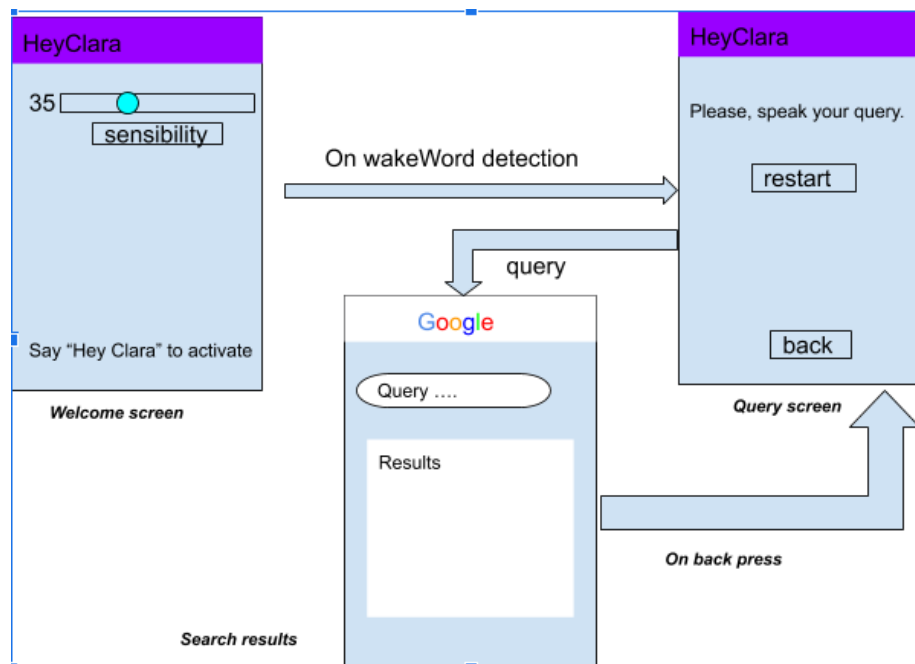 HeyClara
35
sensibility
Say “Hey Clara” to activate
Welcome screen
On wakeWord detection
HeyClara
Please, speak your query.
restart
back
Query screen
query
Google
Query ....
Results
Search results
On back press